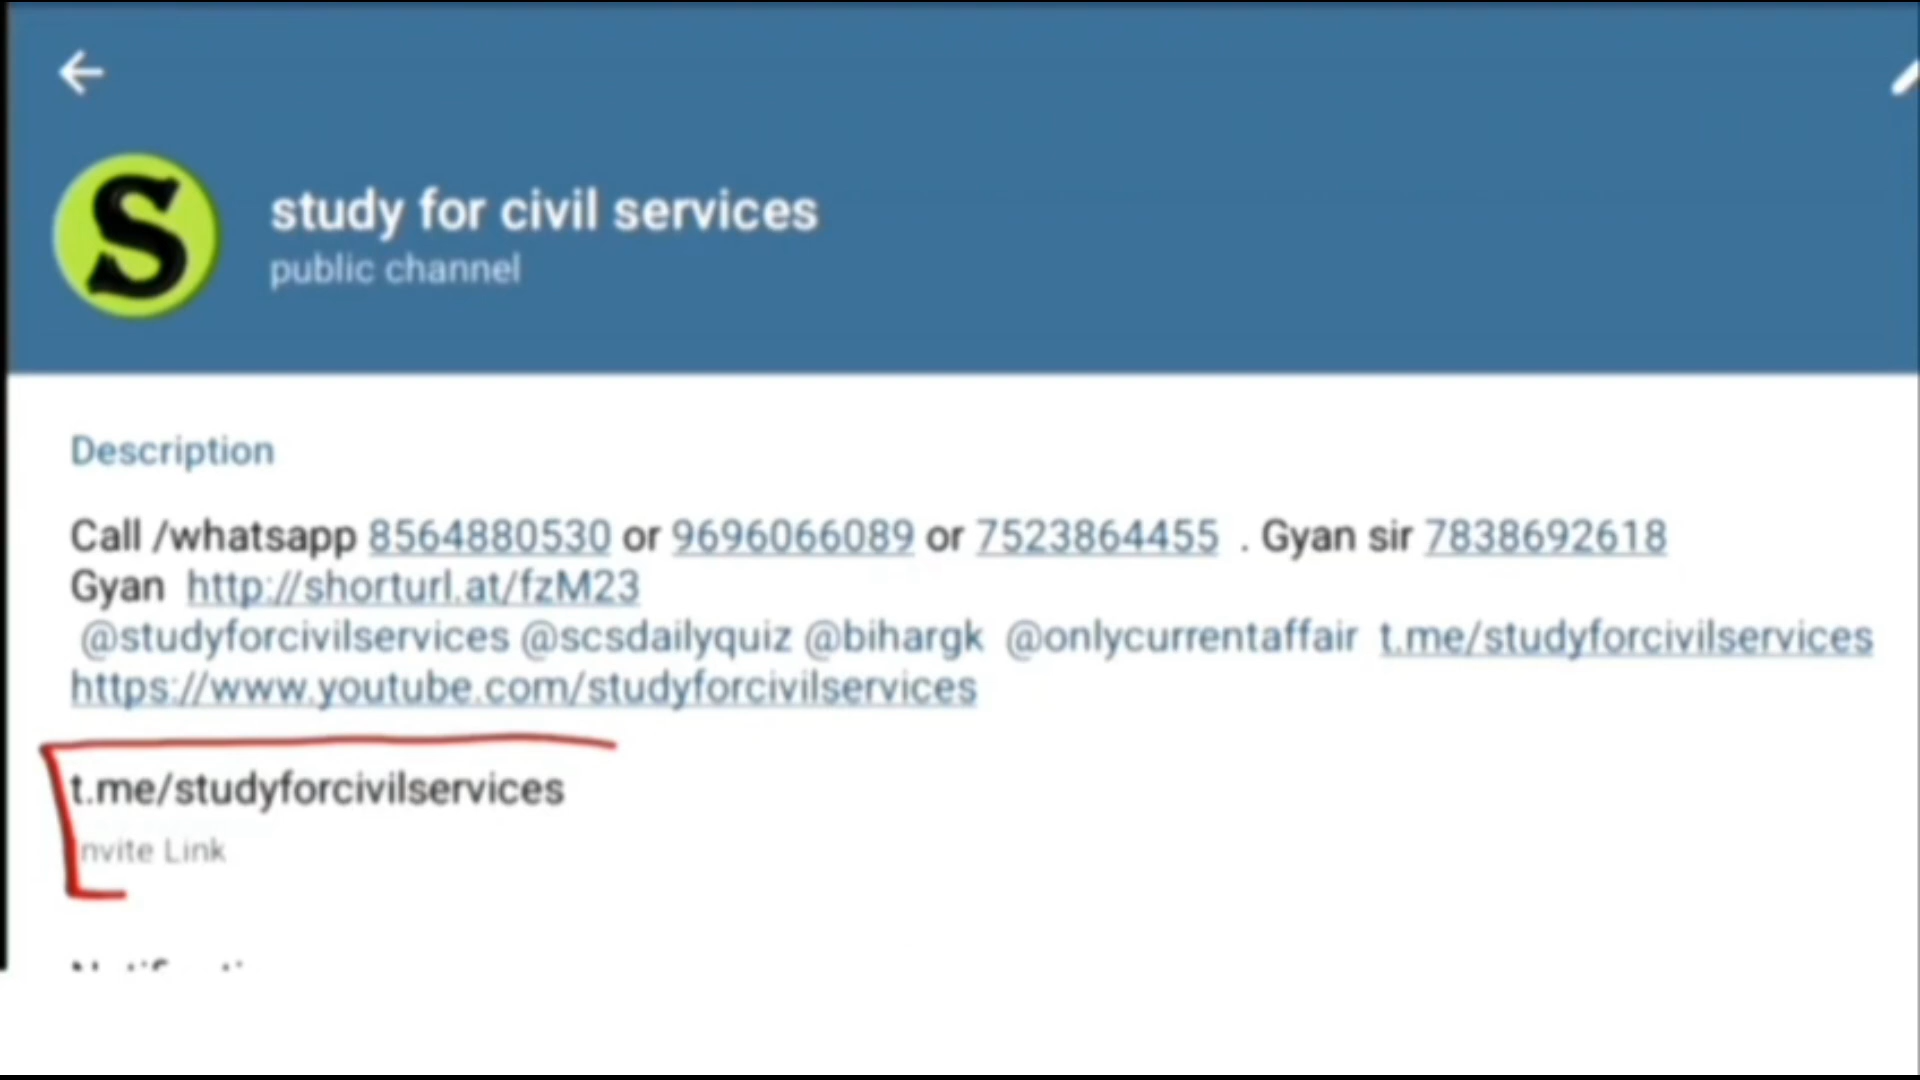 S
study for civil services
public channel
Description
Call /whatsapp 8564880530 or 9696066089 or 7523864455 . Gyan sir 7838692618
Gyan http://shorturl.at/fzM23
@studyforcivilservices @scsdailyquiz @bihargk @onlycurrentaffair t.me/studyforcivilservices
https://www.youtube.com/studyforcivilservices
t.me/studyforcivilservices
Invite Link